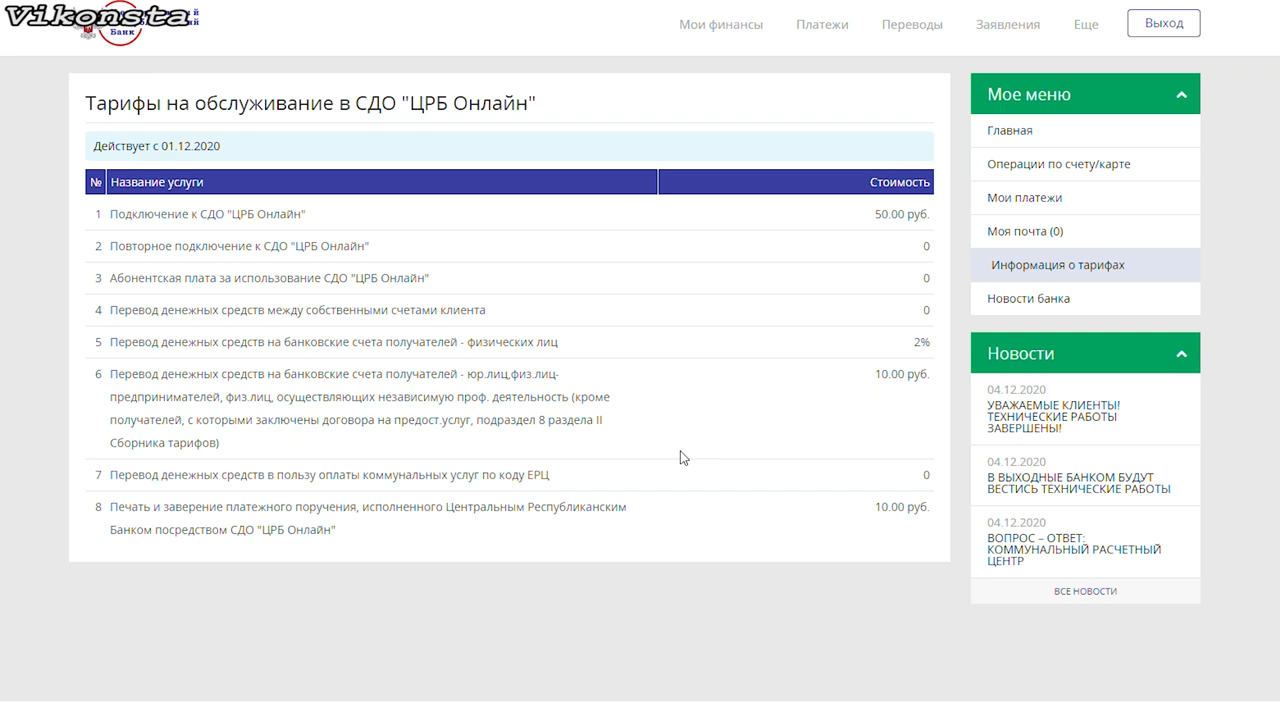 Vikonsta
Банк
Мои финансы Платежи Переводы Заявления Еще Выход
Тарифы на обслуживание в СДО "ЦРБ Онлайн"
Действует с 01.12.2020
№ Название услуги Стоимость
1 Подключение к СДО "ЦРБ Онлайн" 50.00 руб.
2 Повторное подключение к СДО "ЦРБ Онлайн" 0
3 Абонентская плата за использование СДО "ЦРБ Онлайн" 0
4 Перевод денежных средств между собственными счетами клиента 0
5 Перевод денежных средств на банковские счета получателей - физических лиц 2%
6 Перевод денежных средств на банковские счета получателей - юр.лиц,физ.лиц- 10.00 руб.
предпринимателей, физ.лиц, осуществляющих независимую проф. деятельность (кроме
получателей, с которыми заключены договора на предост.услуг, подраздел 8 раздела II
Сборника тарифов)
7 Перевод денежных средств в пользу оплаты коммунальных услуг по коду ЕРЦ 0
8 Печать и заверение платежного поручения, исполненного Центральным Республиканским 10.00 руб.
Банком посредством СДО "ЦРБ Онлайн"
Мое меню
Главная
Операции по счету/карте
Мои платежи
Моя почта (0)
Информация о тарифах
Новости банка
Новости
04.12.2020
УВАЖАЕМЫЕ КЛИЕНТЫ!
ТЕХНИЧЕСКИЕ РАБОТЫ
ЗАВЕРШЕНЫ!
04.12.2020
В ВЫХОДНЫЕ БАНКОМ БУДУТ
ВЕСТИСЬ ТЕХНИЧЕСКИЕ РАБОТЫ
04.12.2020
ВОПРОС – ОТВЕТ:
КОММУНАЛЬНЫЙ РАСЧЕТНЫЙ
ЦЕНТР
ВСЕ НОВОСТИ